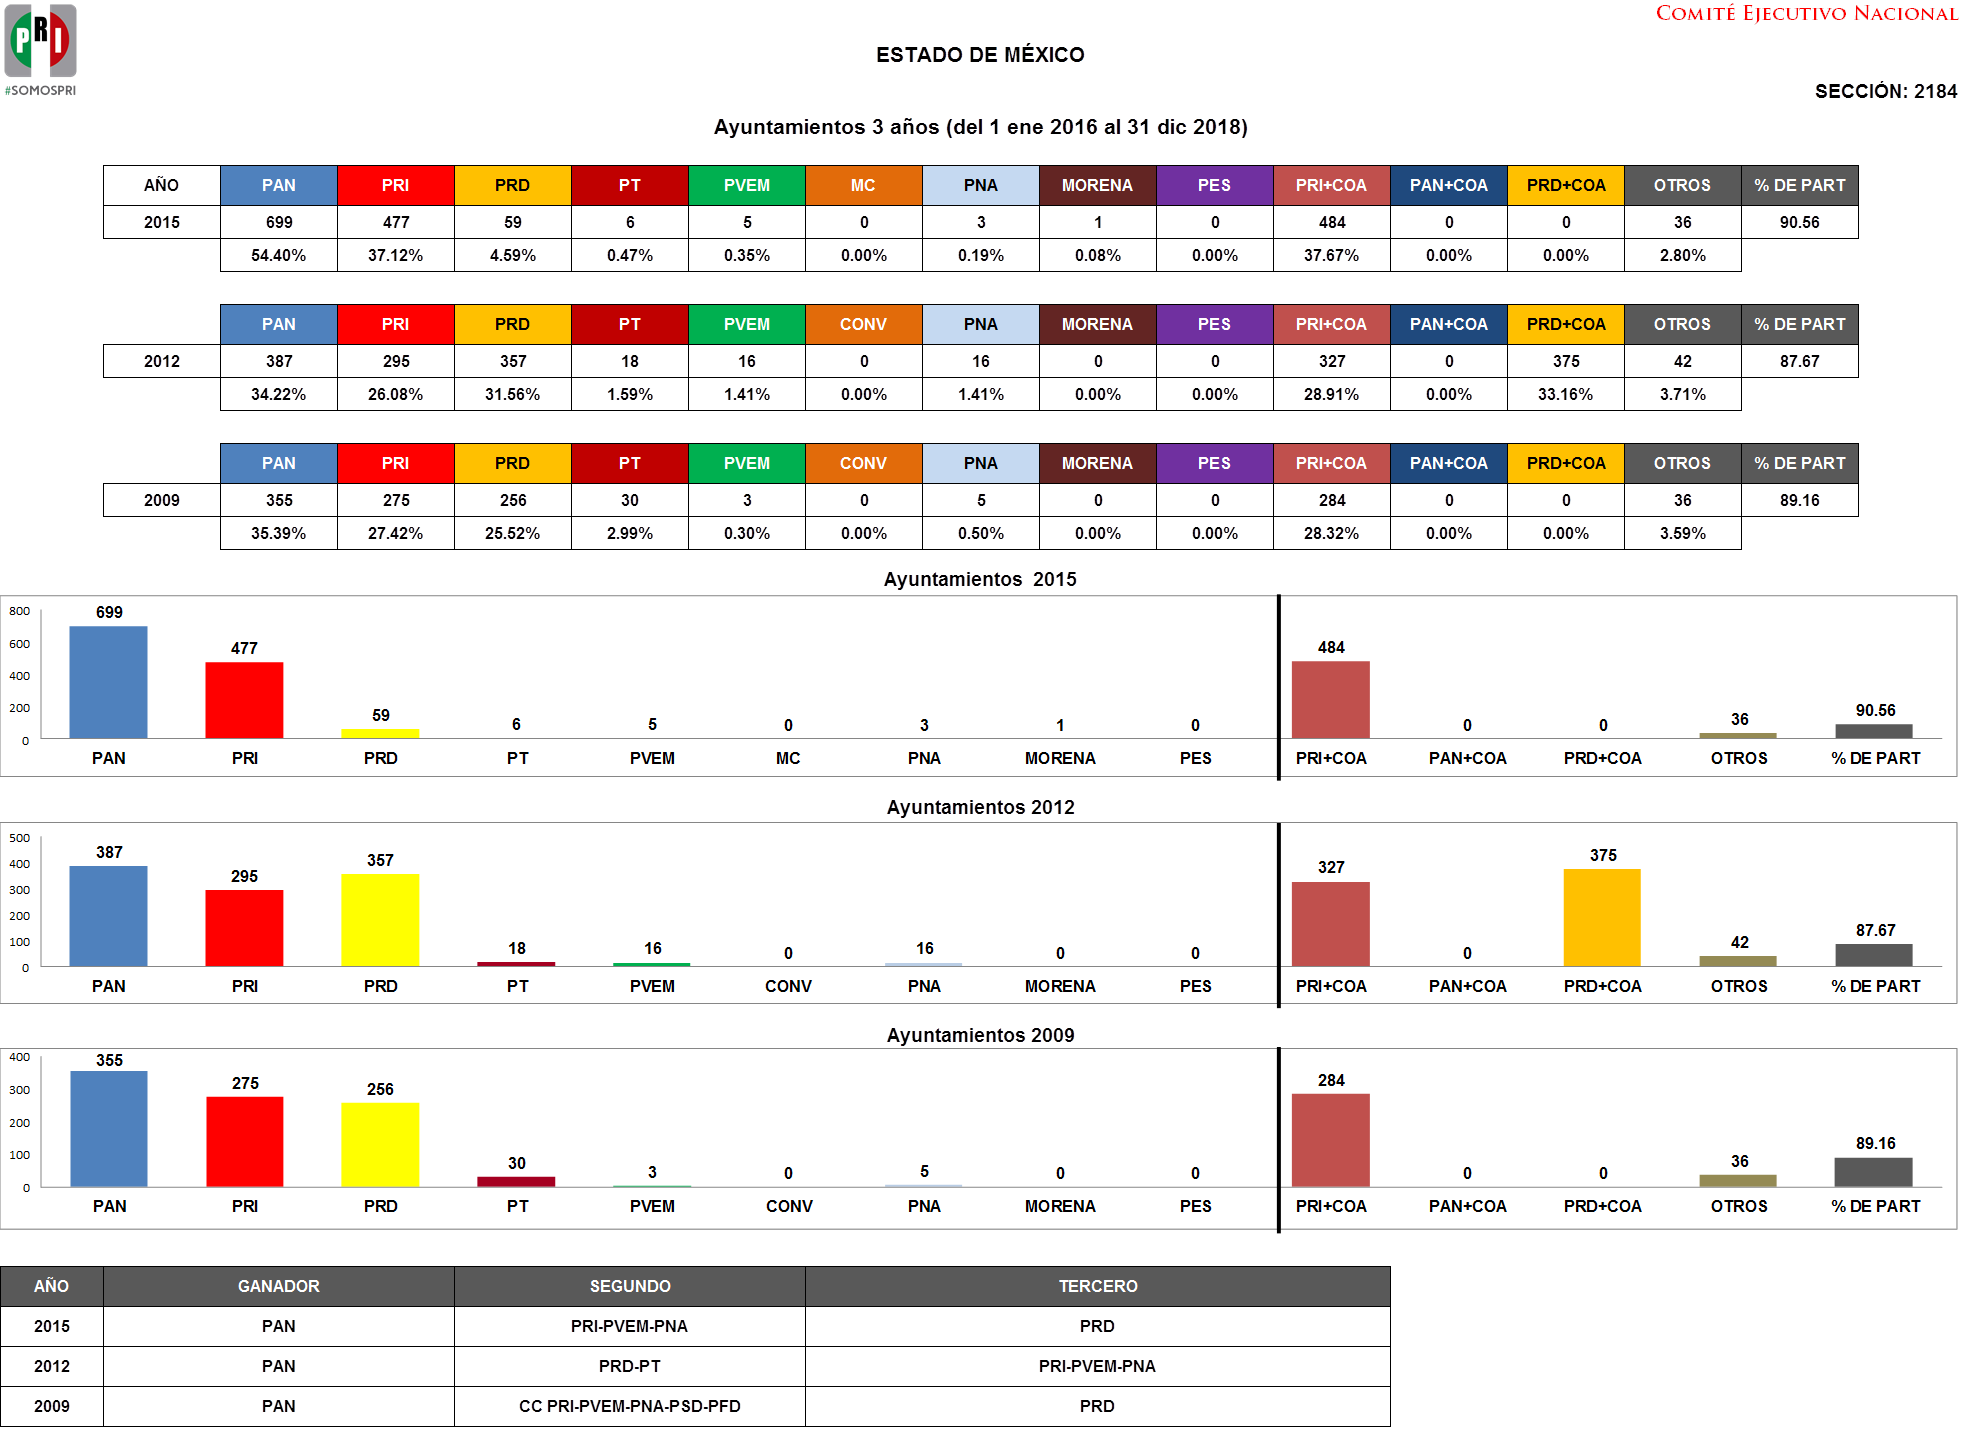 PRI
#SOMOSPRI
COMITÉ EJECUTIVO NACIONAL
ESTADO DE MÉXICO
SECCIÓN: 2184
Ayuntamientos 3 años (del 1 ene 2016 al 31 dic 2018)
AÑO PAN PRI PRD PT PVEM MC PNA MORENA PES PRI+COA PAN+COA PRD+COA OTROS % DE PART
2015 699 477 59 6 5 0 3 1 0 484 0 0 36 90.56
54.40% 37.12% 4.59% 0.47% 0.35% 0.00% 0.19% 0.08% 0.00% 37.67% 0.00% 0.00% 2.80%
PAN PRI PRD PT PVEM CONV PNA MORENA PES PRI+COA PAN+COA PRD+COA OTROS % DE PART
2012 387 295 357 18 16 0 16 0 0 327 0 375 42 87.67
34.22% 26.08% 31.56% 1.59% 1.41% 0.00% 1.41% 0.00% 0.00% 28.91% 0.00% 33.16% 3.71%
PAN PRI PRD PT PVEM CONV PNA MORENA PES PRI+COA PAN+COA PRD+COA OTROS % DE PART
2009 355 275 256 30 3 0 5 0 0 284 0 0 36 89.16
35.39% 27.42% 25.52% 2.99% 0.30% 0.00% 0.50% 0.00% 0.00% 28.32% 0.00% 0.00% 3.59%
Ayuntamientos 2015
800
600
400
200
0
699 477 59 6 5 0 3 1 0 484 0 0 36 90.56
PAN PRI PRD PT PVEM MC PNA MORENA PES PRI+COA PAN+COA PRD+COA OTROS % DE PART
Ayuntamientos 2012
500
400
300
200
100
0
387 295 357 18 16 0 16 0 0 327 0 375 42 87.67
PAN PRI PRD PT PVEM CONV PNA MORENA PES PRI+COA PAN+COA PRD+COA OTROS % DE PART
Ayuntamientos 2009
400
300
200
100
0
355 275 256 30 3 0 5 0 0 284 0 0 36 89.16
PAN PRI PRD PT PVEM CONV PNA MORENA PES PRI+COA PAN+COA PRD+COA OTROS % DE PART
AÑO GANADOR SEGUNDO TERCERO
2015 PAN PRI-PVEM-PNA PRD
2012 PAN PRD-PT PRI-PVEM-PNA
2009 PAN CC PRI-PVEM-PNA-PSD-PFD PRD